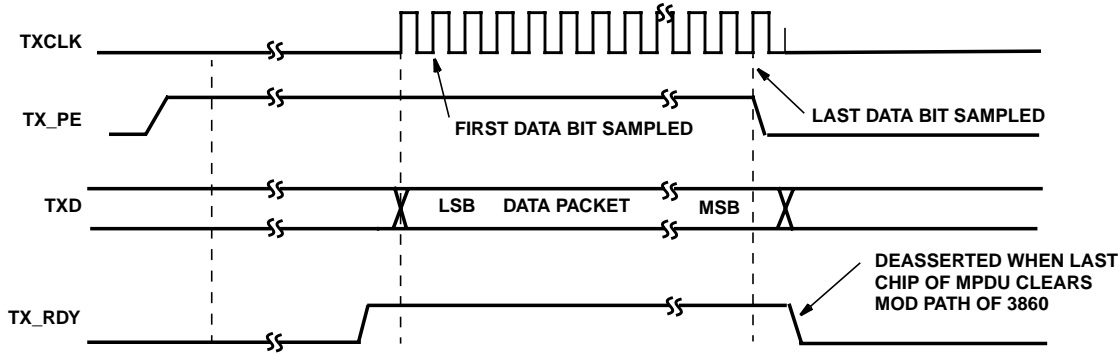 TXCLK
TX_PE
FIRST DATA BIT SAMPLED
LAST DATA BIT SAMPLED
TXD
LSB DATA PACKET MSB
DEASSERTED WHEN LAST
CHIP OF MPDU CLEARS
MOD PATH OF 3860
TX_RDY